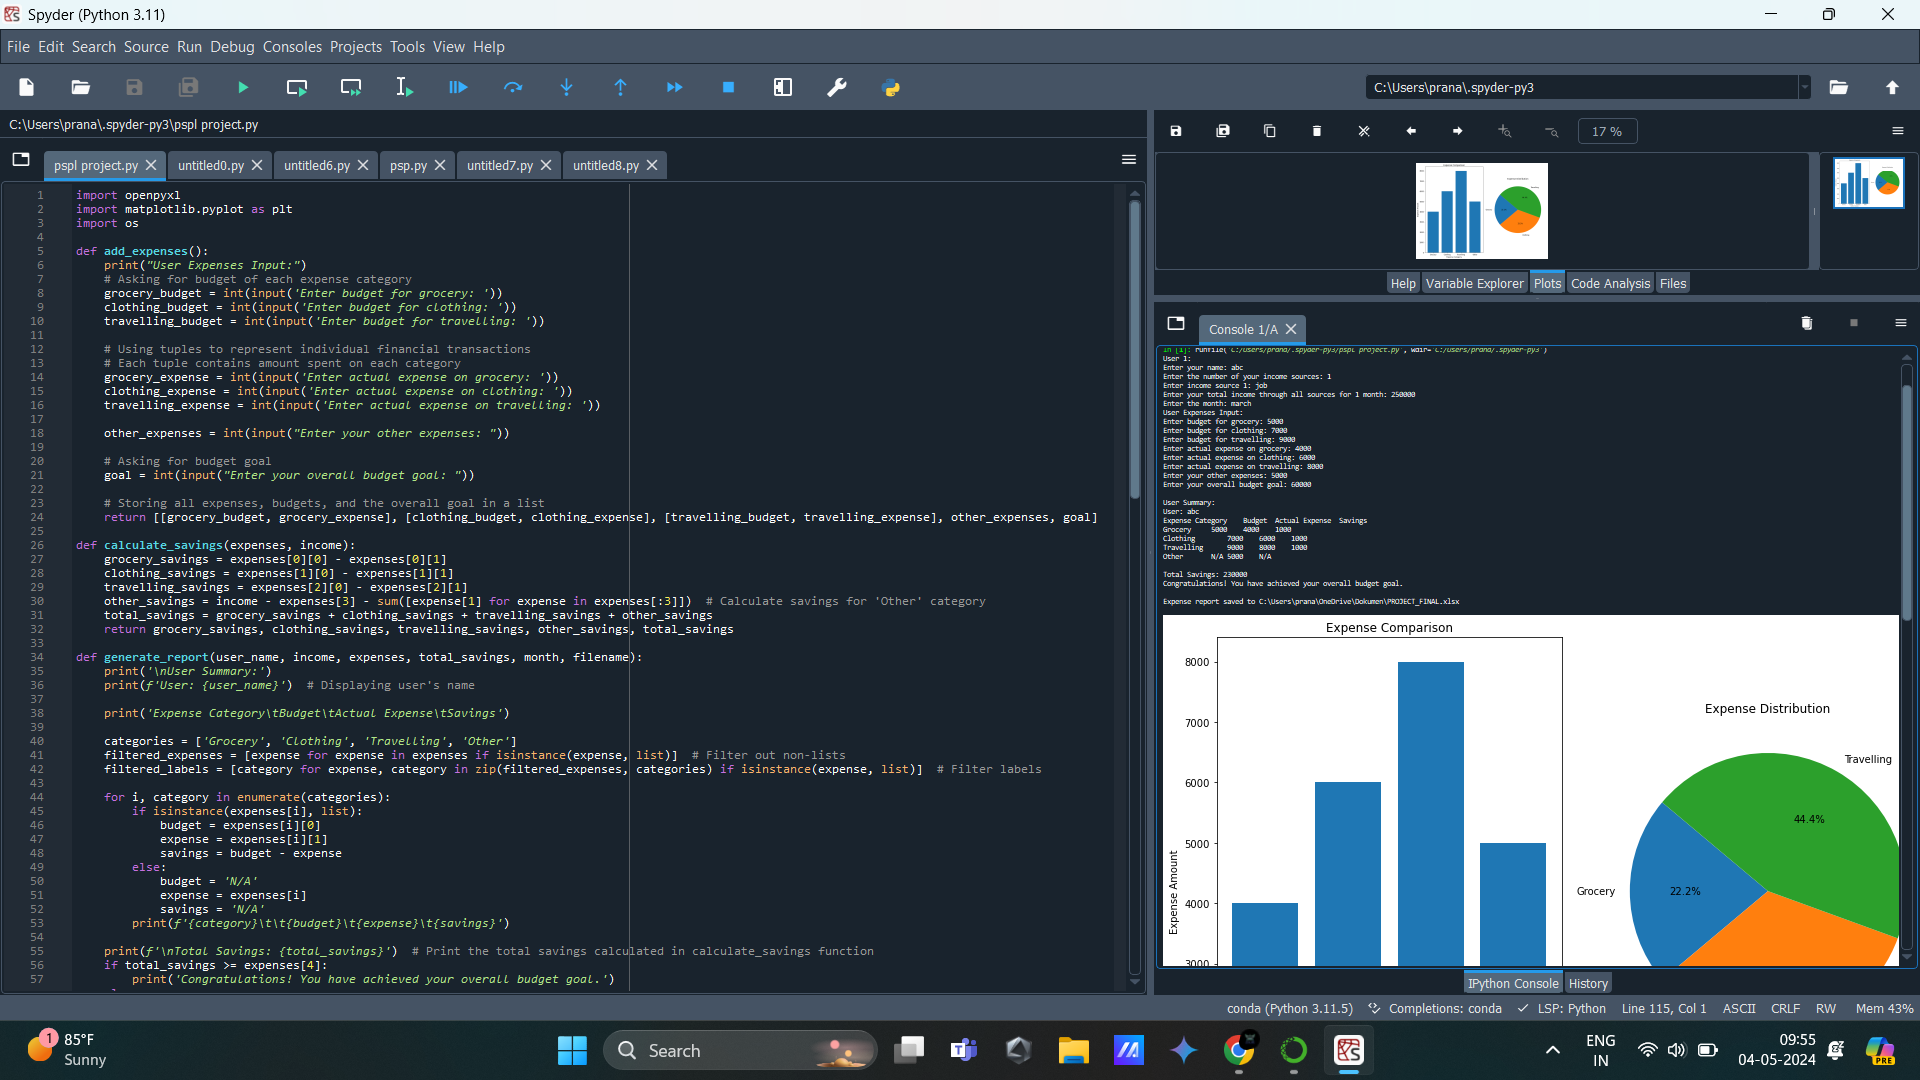 Spyder (Python 3.11)
File Edit Search Source Run Debug Consoles Projects Tools View Help
C:\Users\prana\.spyder-py3
C:\Users\prana\.spyder-py3\pspl project.py
pspl project.py
untitled0.py
untitled6.py
psp.py
untitled7.py
untitled8.py
1 import openpyxl
2 import matplotlib.pyplot as plt
3 import os
4
5 def add_expenses():
6 print("User Expenses Input:")
7 # Asking for budget of each expense category
8 grocery_budget = int(input('Enter budget for grocery: '))
9 clothing_budget = int(input('Enter budget for clothing: '))
10 travelling_budget = int(input('Enter budget for travelling: '))
11
12 # Using tuples to represent individual financial transactions
13 # Each tuple contains amount spent on each category
14 grocery_expense = int(input('Enter actual expense on grocery: '))
15 clothing_expense = int(input('Enter actual expense on clothing: '))
16 travelling_expense = int(input('Enter actual expense on travelling: '))
17
18 other_expenses = int(input("Enter your other expenses: "))
19
20 # Asking for budget goal
21 goal = int(input("Enter your overall budget goal: "))
22
23 # Storing all expenses, budgets, and the overall goal in a list
24 return [[grocery_budget, grocery_expense], [clothing_budget, clothing_expense], [travelling_budget, travelling_expense], other_expenses, goal]
25
26 def calculate_savings(expenses, income):
27 grocery_savings = expenses[0][0] - expenses[0][1]
28 clothing_savings = expenses[1][0] - expenses[1][1]
29 travelling_savings = expenses[2][0] - expenses[2][1]
30 other_savings = income - expenses[3] - sum([expense[1] for expense in expenses[:3]]) # Calculate savings for 'Other' category
31 total_savings = grocery_savings + clothing_savings + travelling_savings + other_savings
32 return grocery_savings, clothing_savings, travelling_savings, other_savings, total_savings
33
34 def generate_report(user_name, income, expenses, total_savings, month, filename):
35 print('\nUser Summary:')
36 print(f'User: {user_name}') # Displaying user's name
37
38 print('Expense Category\tBudget\tActual Expense\tSavings')
39
40 categories = ['Grocery', 'Clothing', 'Travelling', 'Other']
41 filtered_expenses = [expense for expense in expenses if isinstance(expense, list)] # Filter out non-lists
42 filtered_labels = [category for expense, category in zip(filtered_expenses, categories) if isinstance(expense, list)] # Filter labels
43
44 for i, category in enumerate(categories):
45 if isinstance(expenses[i], list):
46 budget = expenses[i][0]
47 expense = expenses[i][1]
48 savings = budget - expense
49 else:
50 budget = 'N/A'
51 expense = expenses[i]
52 savings = 'N/A'
53 print(f'{category}\t\t{budget}\t{expense}\t{savings}')
54
55 print(f'\nTotal Savings: {total_savings}') # Print the total savings calculated in calculate_savings function
56 if total_savings >= expenses[4]:
57 print('Congratulations! You have achieved your overall budget goal.')
17 %
Help Variable Explorer Plots Code Analysis Files
Console 1/A
In [1]: runfile('C:/Users/prana/.spyder-py3/pspl project.py', wdir='C:/Users/prana/.spyder-py3')
User 1:
Enter your name: abc
Enter the number of your income sources: 1
Enter income source 1: job
Enter your total income through all sources for 1 month: 250000
Enter the month: march
User Expenses Input:
Enter budget for grocery: 5000
Enter budget for clothing: 7000
Enter budget for travelling: 9000
Enter actual expense on grocery: 4000
Enter actual expense on clothing: 6000
Enter actual expense on travelling: 8000
Enter your other expenses: 5000
Enter your overall budget goal: 60000
User Summary:
User: abc
Expense Category Budget Actual Expense Savings
Grocery 5000 4000 1000
Clothing 7000 6000 1000
Travelling 9000 8000 1000
Other N/A 5000 N/A
Total Savings: 230000
Congratulations! You have achieved your overall budget goal.
Expense report saved to C:\Users\prana\OneDrive\Dokumen\PROJECT_FINAL.xlsx
Expense Comparison
8000
7000
6000
5000
4000
3000
Expense Amount
Expense Distribution
Travelling
44.4%
Grocery
22.2%
IPython Console History
conda (Python 3.11.5) Completions: conda LSP: Python Line 115, Col 1 ASCII CRLF RW Mem 43%
1
85°F
Sunny
Search
ENG
IN
09:55
04-05-2024
PRE